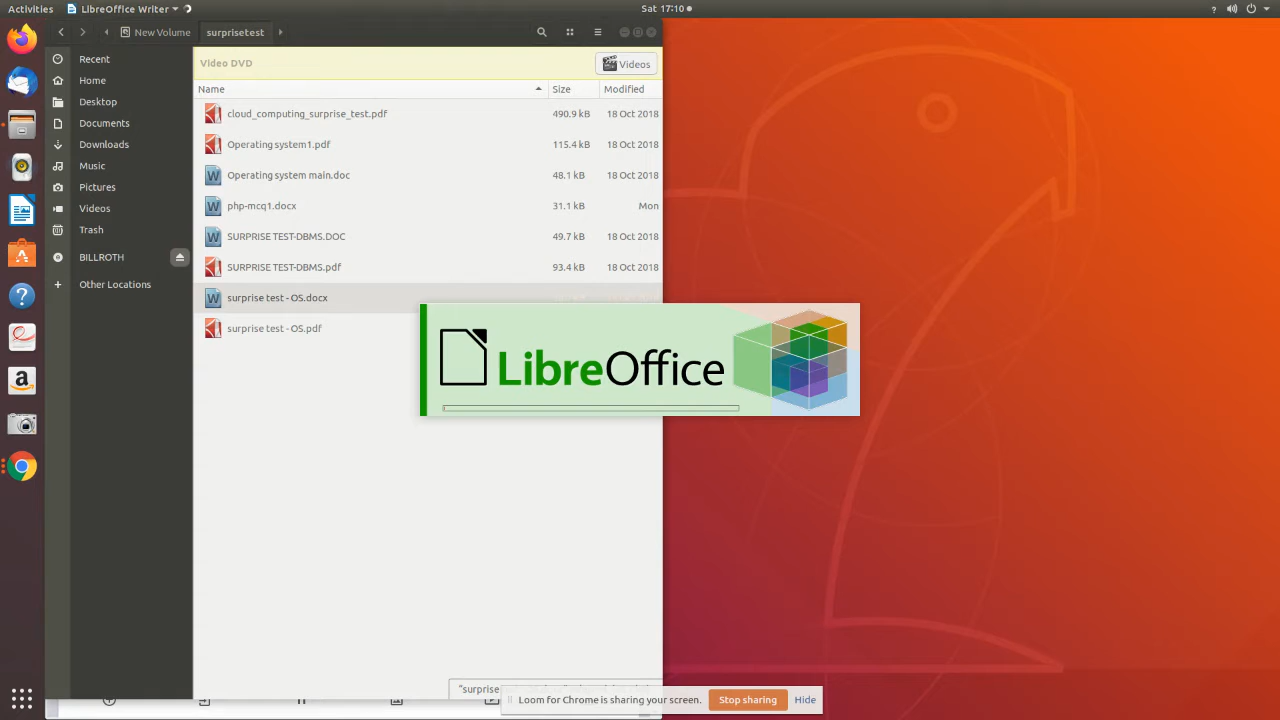 Activities
LibreOffice Writer
Sat 17:10
New Volume
surprisetest
Video DVD
Videos
Name
Size
Modified
Recent
Home
Desktop
Documents
Downloads
Music
Pictures
Videos
Trash
BILLROTH
Other Locations
cloud_computing_surprise_test.pdf 490.9 kB 18 Oct 2018
Operating system1.pdf 115.4 kB 18 Oct 2018
Operating system main.doc 48.1 kB 18 Oct 2018
php-mcq1.docx 31.1 kB Mon
SURPRISE TEST-DBMS.DOC 49.7 kB 18 Oct 2018
SURPRISE TEST-DBMS.pdf 93.4 kB 18 Oct 2018
surprise test - OS.docx
surprise test - OS.pdf
LibreOffice
"surprise
Loom for Chrome is sharing your screen.
Stop sharing
Hide